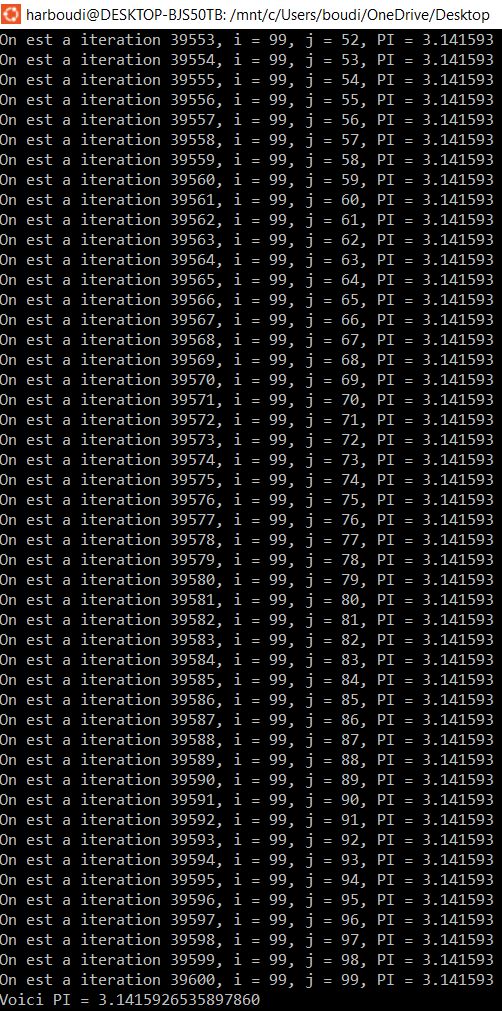 harboudi@DESKTOP-BJS50TB: /mnt/c/Users/boudi/OneDrive/Desktop
On est a iteration 39553, i = 99, j = 52, PI = 3.141593
On est a iteration 39554, i = 99, j = 53, PI = 3.141593
On est a iteration 39555, i = 99, j = 54, PI = 3.141593
On est a iteration 39556, i = 99, j = 55, PI = 3.141593
On est a iteration 39557, i = 99, j = 56, PI = 3.141593
On est a iteration 39558, i = 99, j = 57, PI = 3.141593
On est a iteration 39559, i = 99, j = 58, PI = 3.141593
On est a iteration 39560, i = 99, j = 59, PI = 3.141593
On est a iteration 39561, i = 99, j = 60, PI = 3.141593
On est a iteration 39562, i = 99, j = 61, PI = 3.141593
On est a iteration 39563, i = 99, j = 62, PI = 3.141593
On est a iteration 39564, i = 99, j = 63, PI = 3.141593
On est a iteration 39565, i = 99, j = 64, PI = 3.141593
On est a iteration 39566, i = 99, j = 65, PI = 3.141593
On est a iteration 39567, i = 99, j = 66, PI = 3.141593
On est a iteration 39568, i = 99, j = 67, PI = 3.141593
On est a iteration 39569, i = 99, j = 68, PI = 3.141593
On est a iteration 39570, i = 99, j = 69, PI = 3.141593
On est a iteration 39571, i = 99, j = 70, PI = 3.141593
On est a iteration 39572, i = 99, j = 71, PI = 3.141593
On est a iteration 39573, i = 99, j = 72, PI = 3.141593
On est a iteration 39574, i = 99, j = 73, PI = 3.141593
On est a iteration 39575, i = 99, j = 74, PI = 3.141593
On est a iteration 39576, i = 99, j = 75, PI = 3.141593
On est a iteration 39577, i = 99, j = 76, PI = 3.141593
On est a iteration 39578, i = 99, j = 77, PI = 3.141593
On est a iteration 39579, i = 99, j = 78, PI = 3.141593
On est a iteration 39580, i = 99, j = 79, PI = 3.141593
On est a iteration 39581, i = 99, j = 80, PI = 3.141593
On est a iteration 39582, i = 99, j = 81, PI = 3.141593
On est a iteration 39583, i = 99, j = 82, PI = 3.141593
On est a iteration 39584, i = 99, j = 83, PI = 3.141593
On est a iteration 39585, i = 99, j = 84, PI = 3.141593
On est a iteration 39586, i = 99, j = 85, PI = 3.141593
On est a iteration 39587, i = 99, j = 86, PI = 3.141593
On est a iteration 39588, i = 99, j = 87, PI = 3.141593
On est a iteration 39589, i = 99, j = 88, PI = 3.141593
On est a iteration 39590, i = 99, j = 89, PI = 3.141593
On est a iteration 39591, i = 99, j = 90, PI = 3.141593
On est a iteration 39592, i = 99, j = 91, PI = 3.141593
On est a iteration 39593, i = 99, j = 92, PI = 3.141593
On est a iteration 39594, i = 99, j = 93, PI = 3.141593
On est a iteration 39595, i = 99, j = 94, PI = 3.141593
On est a iteration 39596, i = 99, j = 95, PI = 3.141593
On est a iteration 39597, i = 99, j = 96, PI = 3.141593
On est a iteration 39598, i = 99, j = 97, PI = 3.141593
On est a iteration 39599, i = 99, j = 98, PI = 3.141593
On est a iteration 39600, i = 99, j = 99, PI = 3.141593
Voici PI = 3.1415926535897860